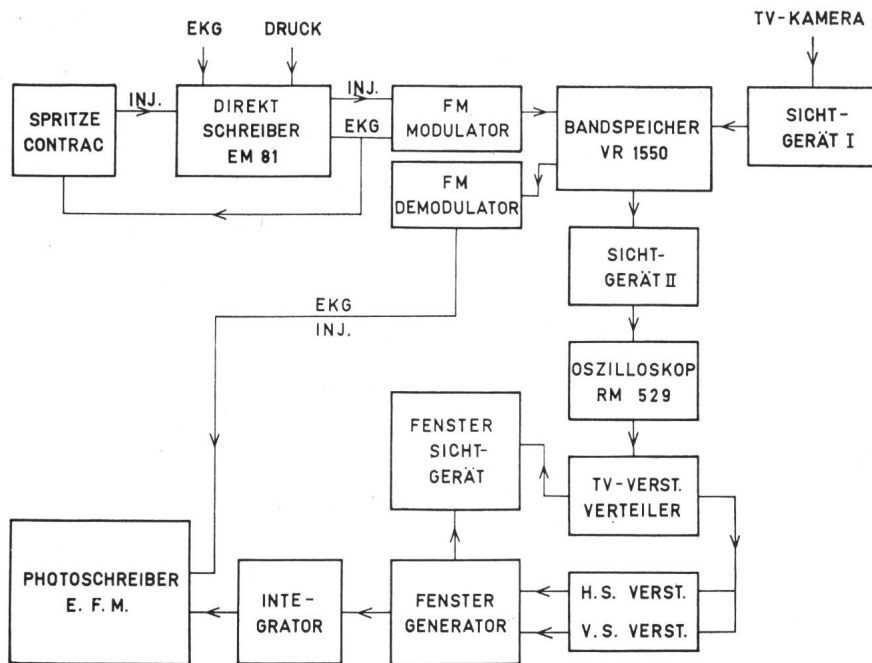 TV-KAMERA
EKG DRUCK
INJ.
INJ.
SPRITZE
CONTRAC
DIREKT
SCHREIBER
EM 81
EKG
FM
MODULATOR
BANDSPEICHER
VR 1550
SICHT-
GERÄT I
FM
DEMODULATOR
SICHT-
GERÄT II
EKG
INJ.
OSZILLOSKOP
RM 529
FENSTER
SICHT-
GERÄT
TV-VERST.
VERTEILER
PHOTOSCHREIBER
E. F. M.
INTE-
GRATOR
FENSTER
GENERATOR
H.S. VERST.
V.S. VERST.